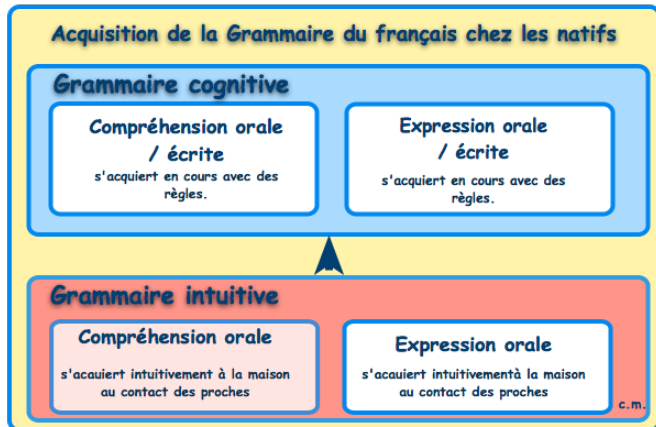 Acquisition de la Grammaire du français chez les natifs
Grammaire cognitive
Compréhension orale
/ écrite
s'acquiert en cours avec des
règles.
Expression orale
/ écrite
s'acquiert en cours avec des
règles.
Grammaire intuitive
Compréhension orale
s'acauiert intuitivement à la maison
au contact des proches
Expression orale
s'acauiert intuitivementà la maison
au contact des proches
c.m.